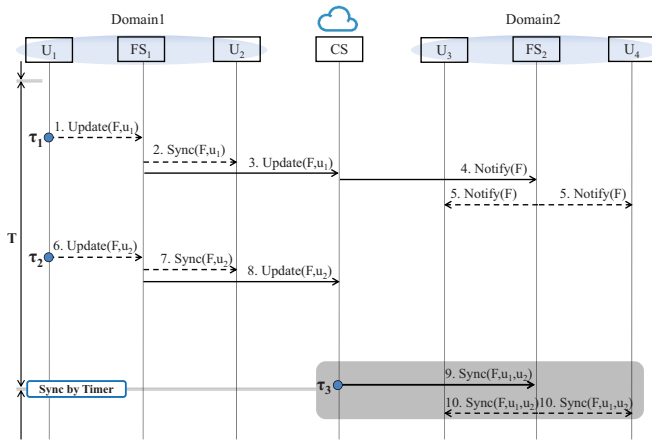 Domain1
Domain2
U₁
FS₁
U₂
CS
U₃
FS₂
U₄
1. Update(F,u₁)
τ₁
2. Sync(F,u₁)
3. Update(F,u₁)
4. Notify(F)
5. Notify(F)
5. Notify(F)
T
6. Update(F,u₂)
τ₂
7. Sync(F,u₂)
8. Update(F,u₂)
9. Sync(F,u₁,u₂)
Sync by Timer
τ₃
10. Sync(F,u₁,u₂)
10. Sync(F,u₁,u₂)